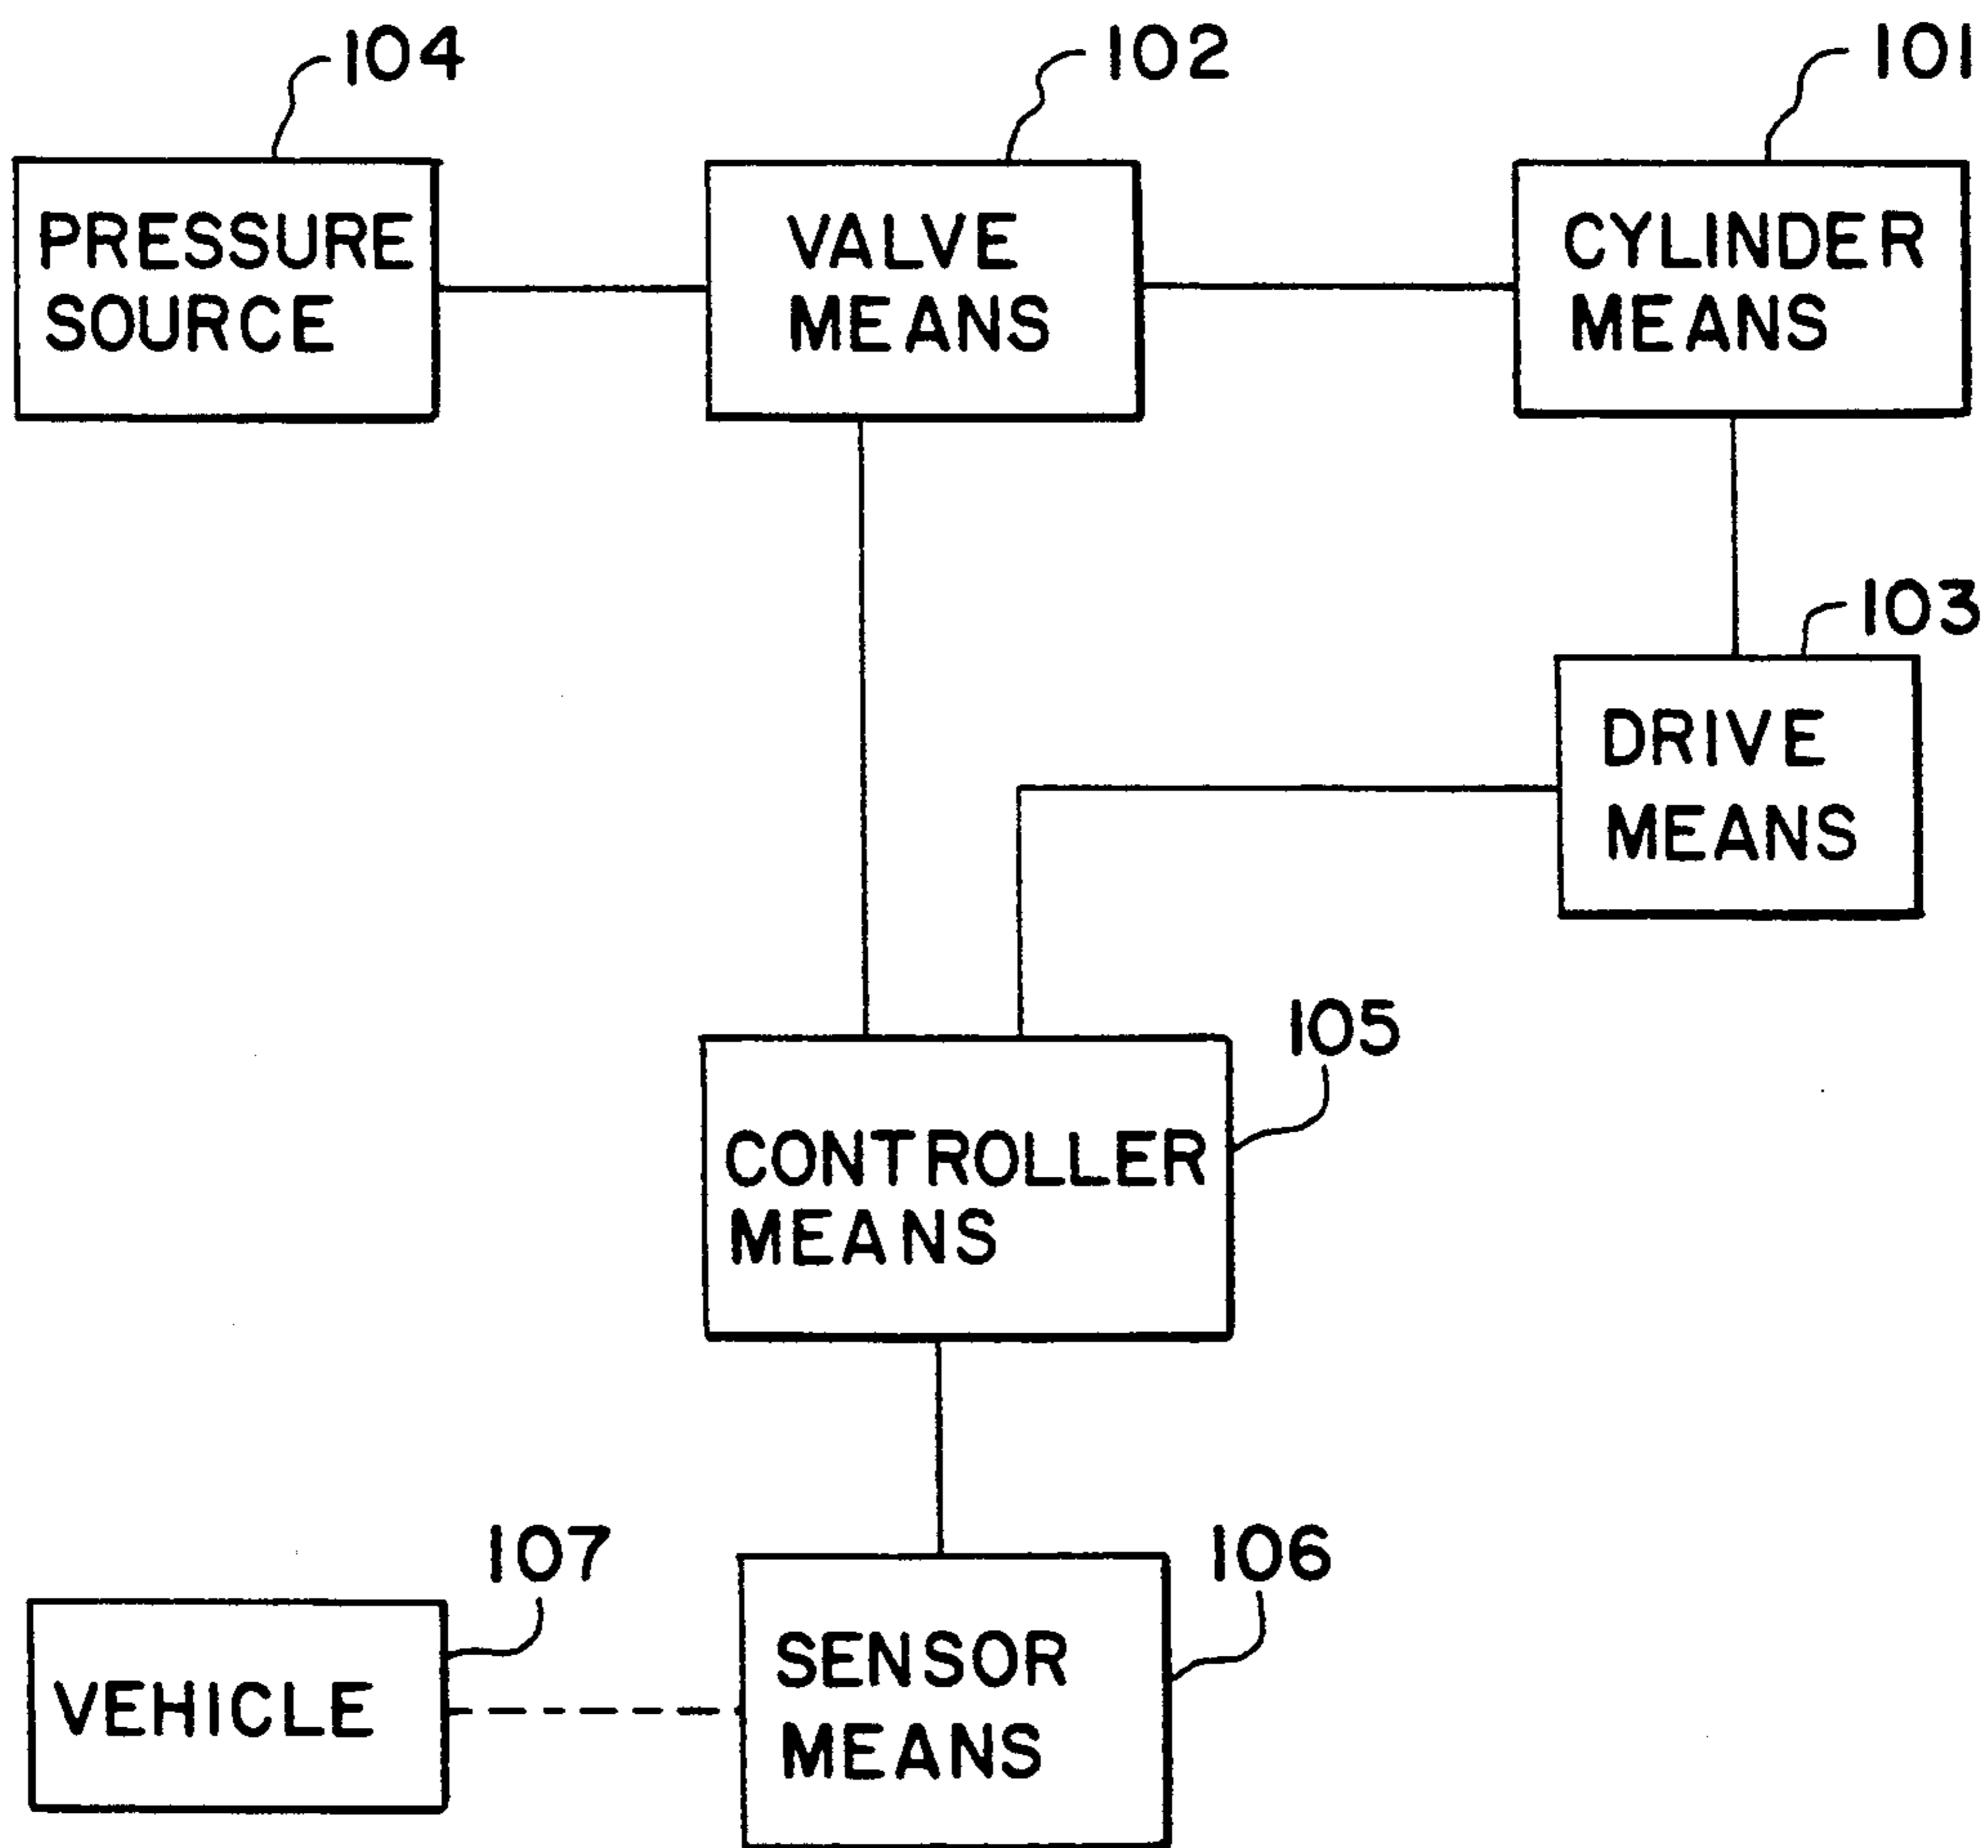 104
102
101
PRESSURE
SOURCE
VALVE
MEANS
CYLINDER
MEANS
103
DRIVE
MEANS
105
CONTROLLER
MEANS
107
106
VEHICLE
SENSOR
MEANS